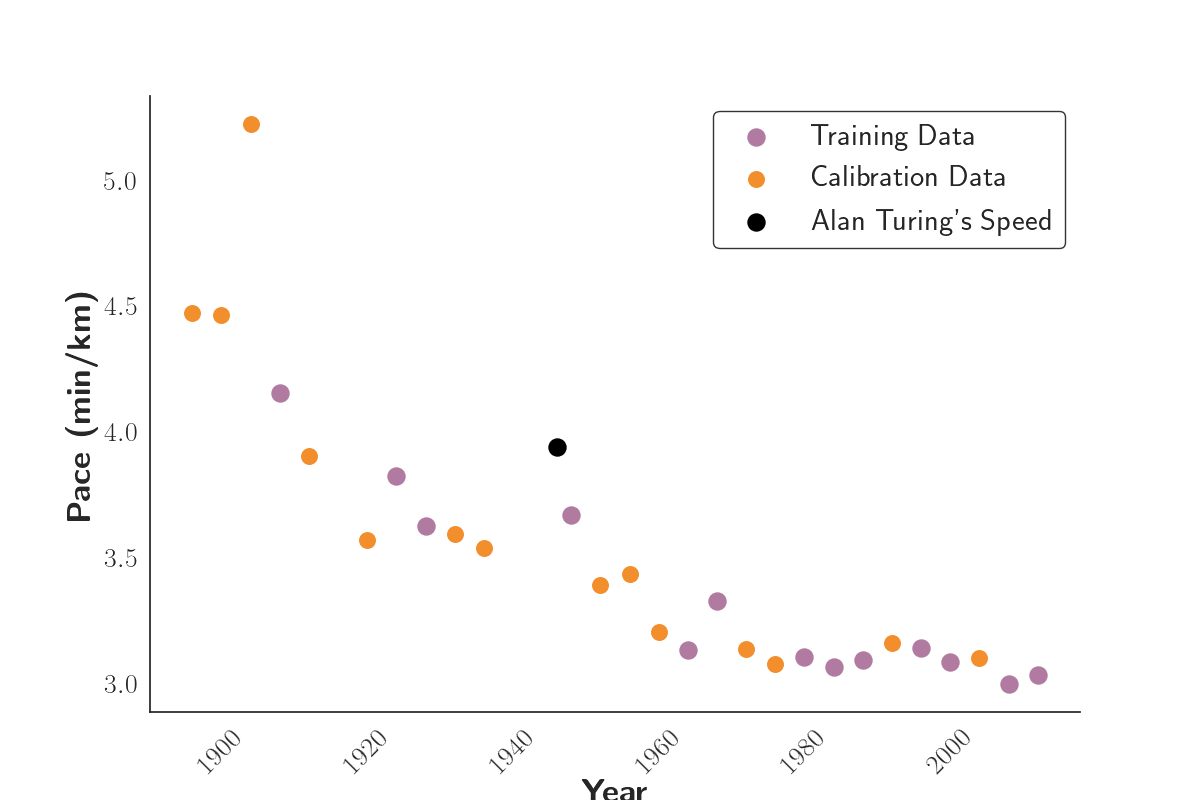 Training Data
Calibration Data
Alan Turing's Speed
Pace (min/km)
5.0
4.5
4.0
3.5
3.0
1900
1920
1940
1960
1980
2000
Year